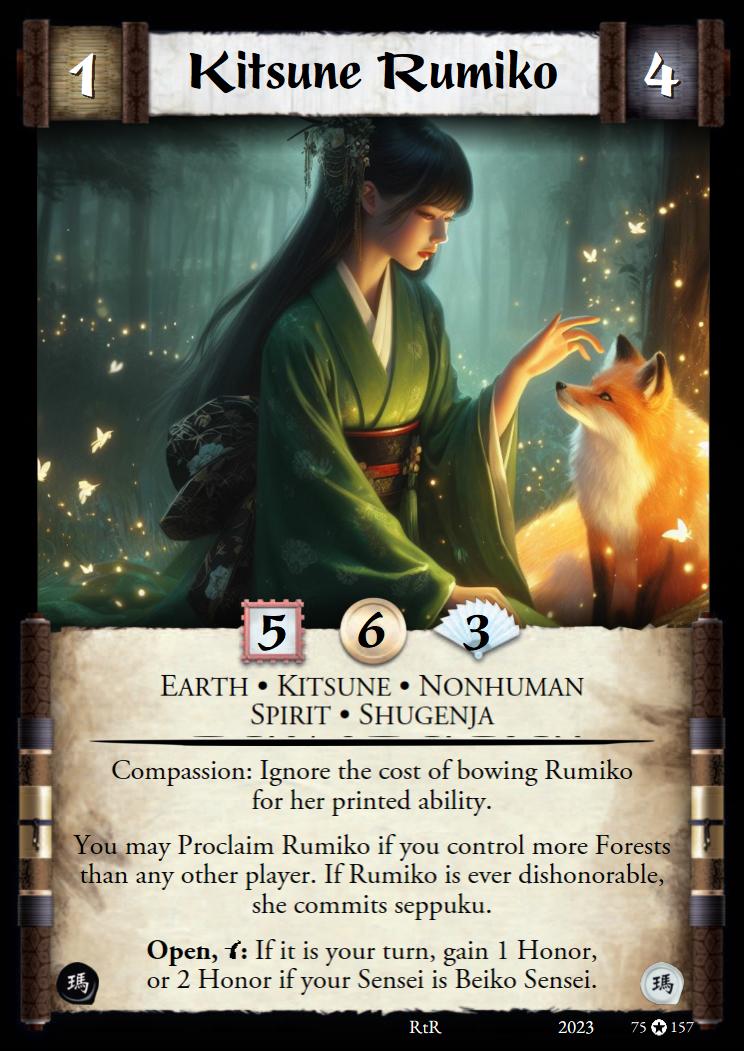 1 Kitsune Rumiko 4
5 6 3
Earth • Kitsune • Nonhuman
Spirit • Shugenja
Compassion: Ignore the cost of bowing Rumiko
for her printed ability.
You may Proclaim Rumiko if you control more Forests
than any other player. If Rumiko is ever dishonorable,
she commits seppuku.
Open, : If it is your turn, gain 1 Honor,
or 2 Honor if your Sensei is Beiko Sensei.
瑪 瑪
RtR 2023 75 ✪ 157